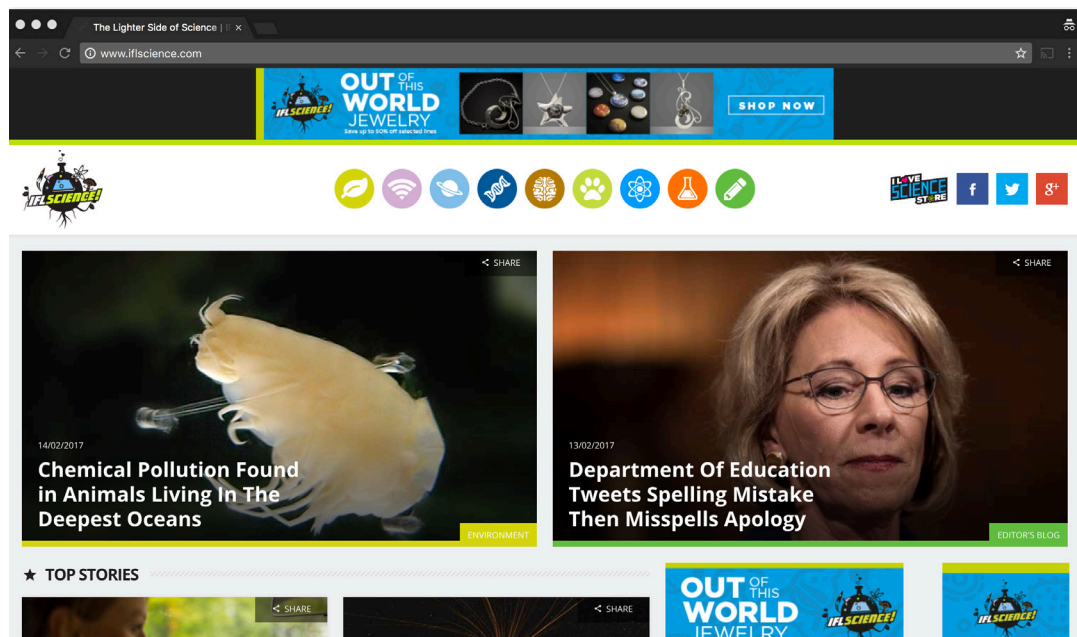 The Lighter Side of Science |
www.iflscience.com
IFLSCIENCE!
OUT OF THIS
WORLD
JEWELRY
Save up to 50% off selected lines
SHOP NOW
IFLSCIENCE!
I LOVE
SCIENCE
STORE
f
g+
SHARE
14/02/2017
Chemical Pollution Found
in Animals Living In The
Deepest Oceans
ENVIRONMENT
SHARE
13/02/2017
Department Of Education
Tweets Spelling Mistake
Then Misspells Apology
EDITOR'S BLOG
★ TOP STORIES
SHARE
SHARE
OUT OF THIS
WORLD
JEWELRY
IFLSCIENCE!
IFLSCIENCE!